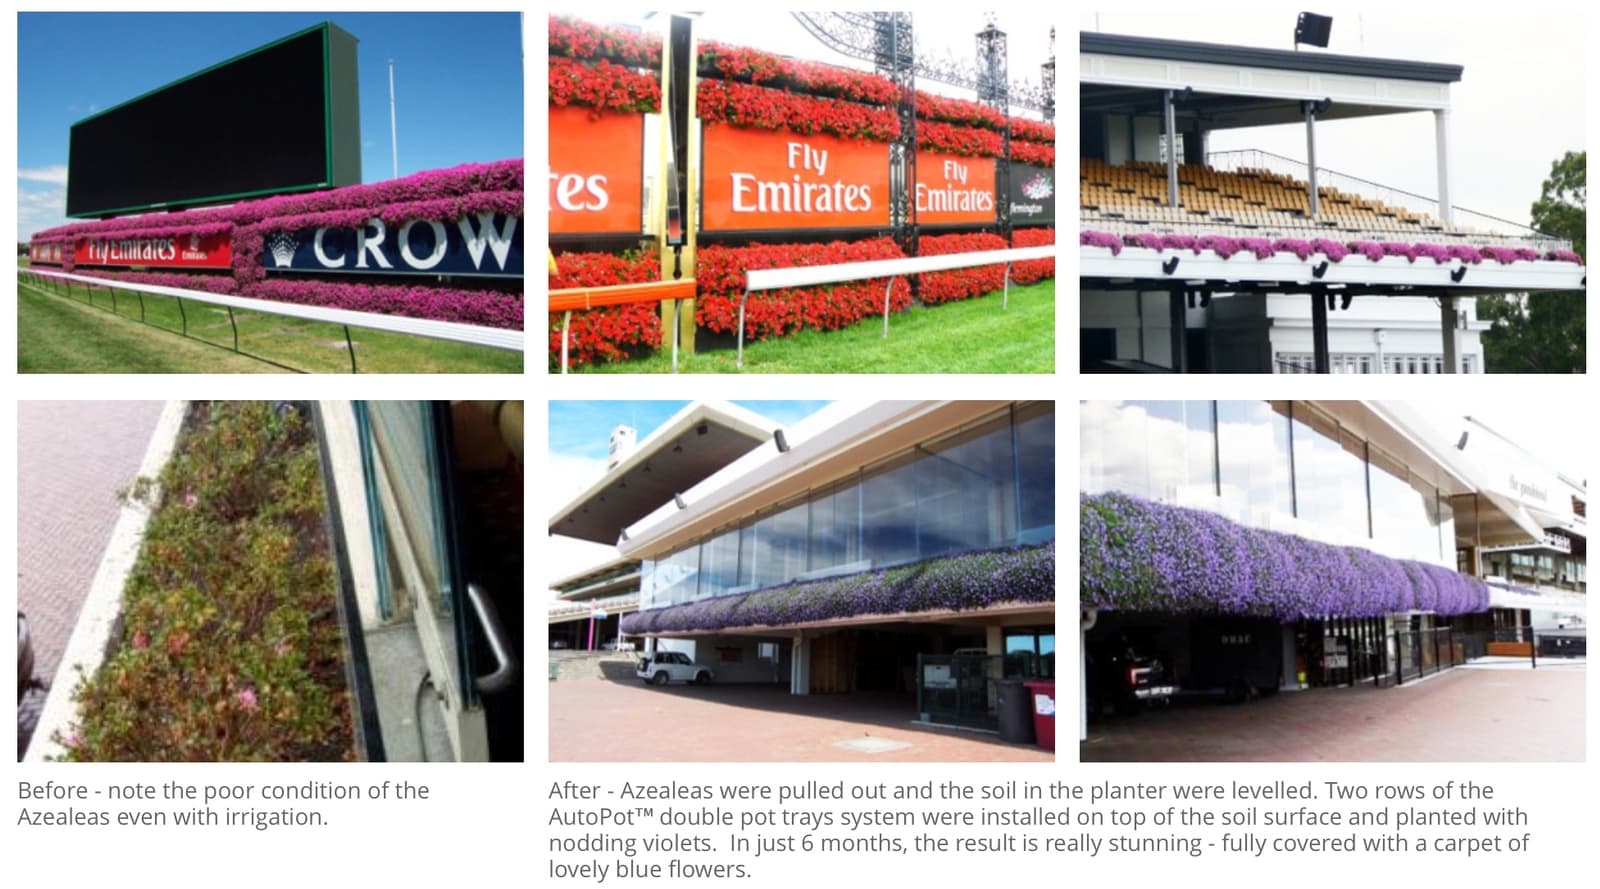 Fly Emirates
Emirates
CROW
tes
Fly
Emirates
Fly
Emirates
Flemington
Before - note the poor condition of the
Azealeas even with irrigation.
After - Azealeas were pulled out and the soil in the planter were levelled. Two rows of the
AutoPot™ double pot trays system were installed on top of the soil surface and planted with
nodding violets.  In just 6 months, the result is really stunning - fully covered with a carpet of
lovely blue flowers.